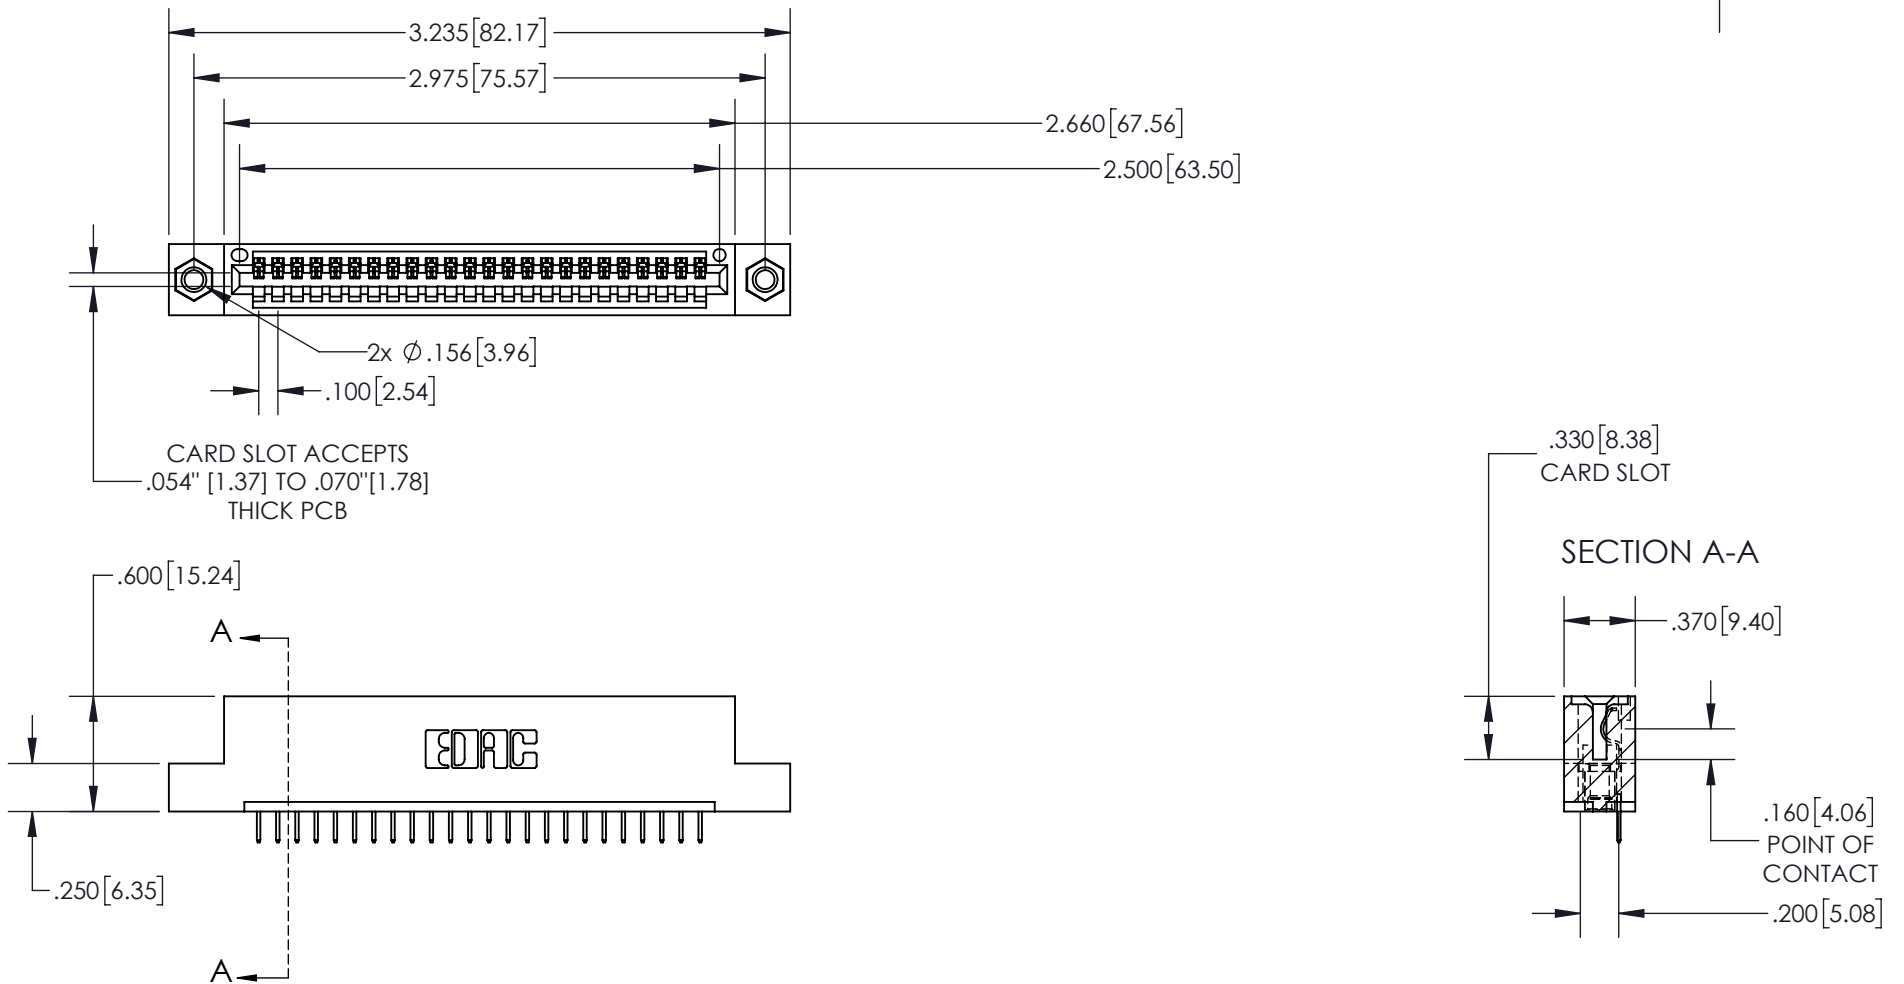 3.235[82.17]
2.975[75.57]
2.660[67.56]
2.500[63.50]
2x ∅.156[3.96]
.100[2.54]
CARD SLOT ACCEPTS
.054" [1.37] TO .070"[1.78]
THICK PCB
.330[8.38]
CARD SLOT
SECTION A-A
.600[15.24]
.370[9.40]
A
EDAC
.160[4.06]
POINT OF
CONTACT
.250[6.35]
.200[5.08]
A